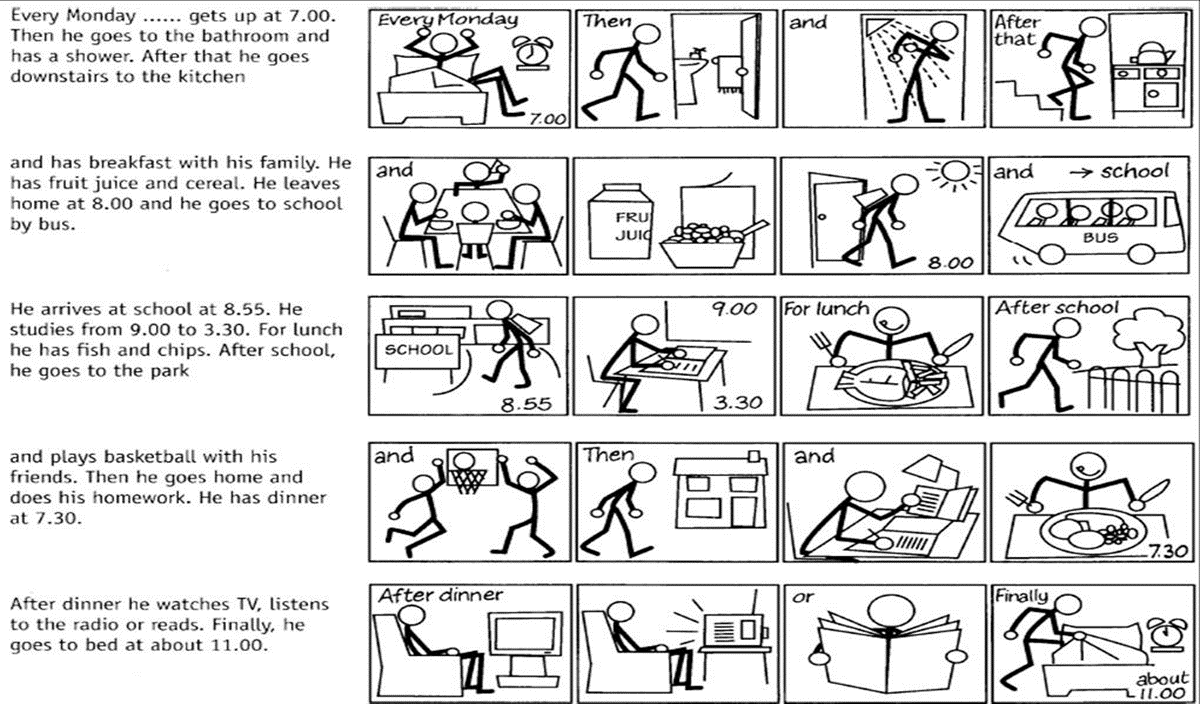 Every Monday ...... gets up at 7.00.
Then he goes to the bathroom and
has a shower. After that he goes
downstairs to the kitchen
Every Monday
7.00
Then
and
After
that
and has breakfast with his family. He
has fruit juice and cereal. He leaves
home at 8.00 and he goes to school
by bus.
and
FRU
JUIC
8.00
and → school
BUS
He arrives at school at 8.55. He
studies from 9.00 to 3.30. For lunch
he has fish and chips. After school,
he goes to the park
SCHOOL
8.55
9.00
3.30
For lunch
After school
and plays basketball with his
friends. Then he goes home and
does his homework. He has dinner
at 7.30.
and
Then
and
7.30
After dinner he watches TV, listens
to the radio or reads. Finally, he
goes to bed at about 11.00.
After dinner
or
Finally
about
11.00